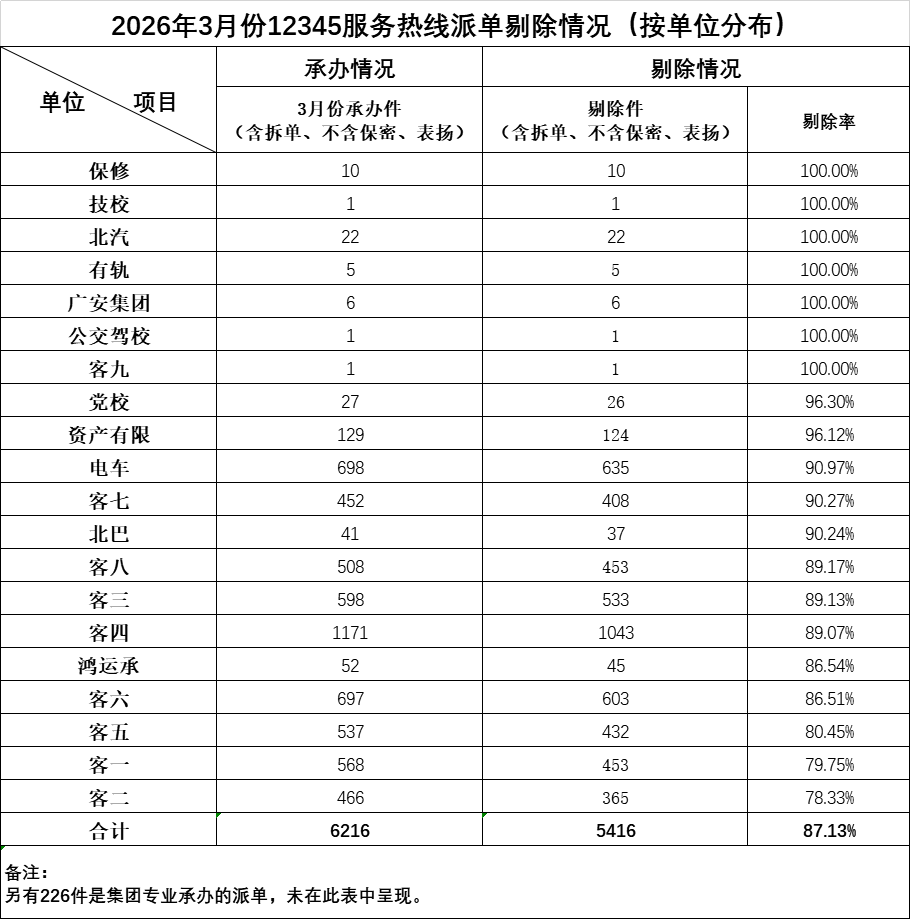 2026年3月份12345服务热线派单剔除情况（按单位分布）
单位 项目 承办情况 剔除情况
3月份承办件 剔除件 剔除率
（含拆单、不含保密、表扬） （含拆单、不含保密、表扬）
保修 10 10 100.00%
技校 1 1 100.00%
北汽 22 22 100.00%
有轨 5 5 100.00%
广安集团 6 6 100.00%
公交驾校 1 1 100.00%
客九 1 1 100.00%
党校 27 26 96.30%
资产有限 129 124 96.12%
电车 698 635 90.97%
客七 452 408 90.27%
北巴 41 37 90.24%
客八 508 453 89.17%
客三 598 533 89.13%
客四 1171 1043 89.07%
鸿运承 52 45 86.54%
客六 697 603 86.51%
客五 537 432 80.45%
客一 568 453 79.75%
客二 466 365 78.33%
合计 6216 5416 87.13%
备注：
另有226件是集团专业承办的派单，未在此表中呈现。